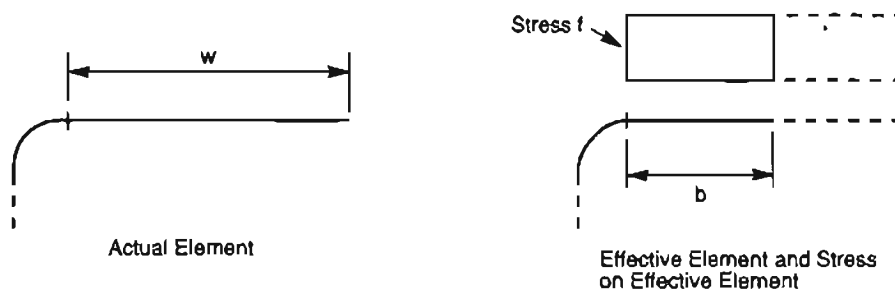 Stress f
w
b
Actual Element
Effective Element and Stress
on Effective Element